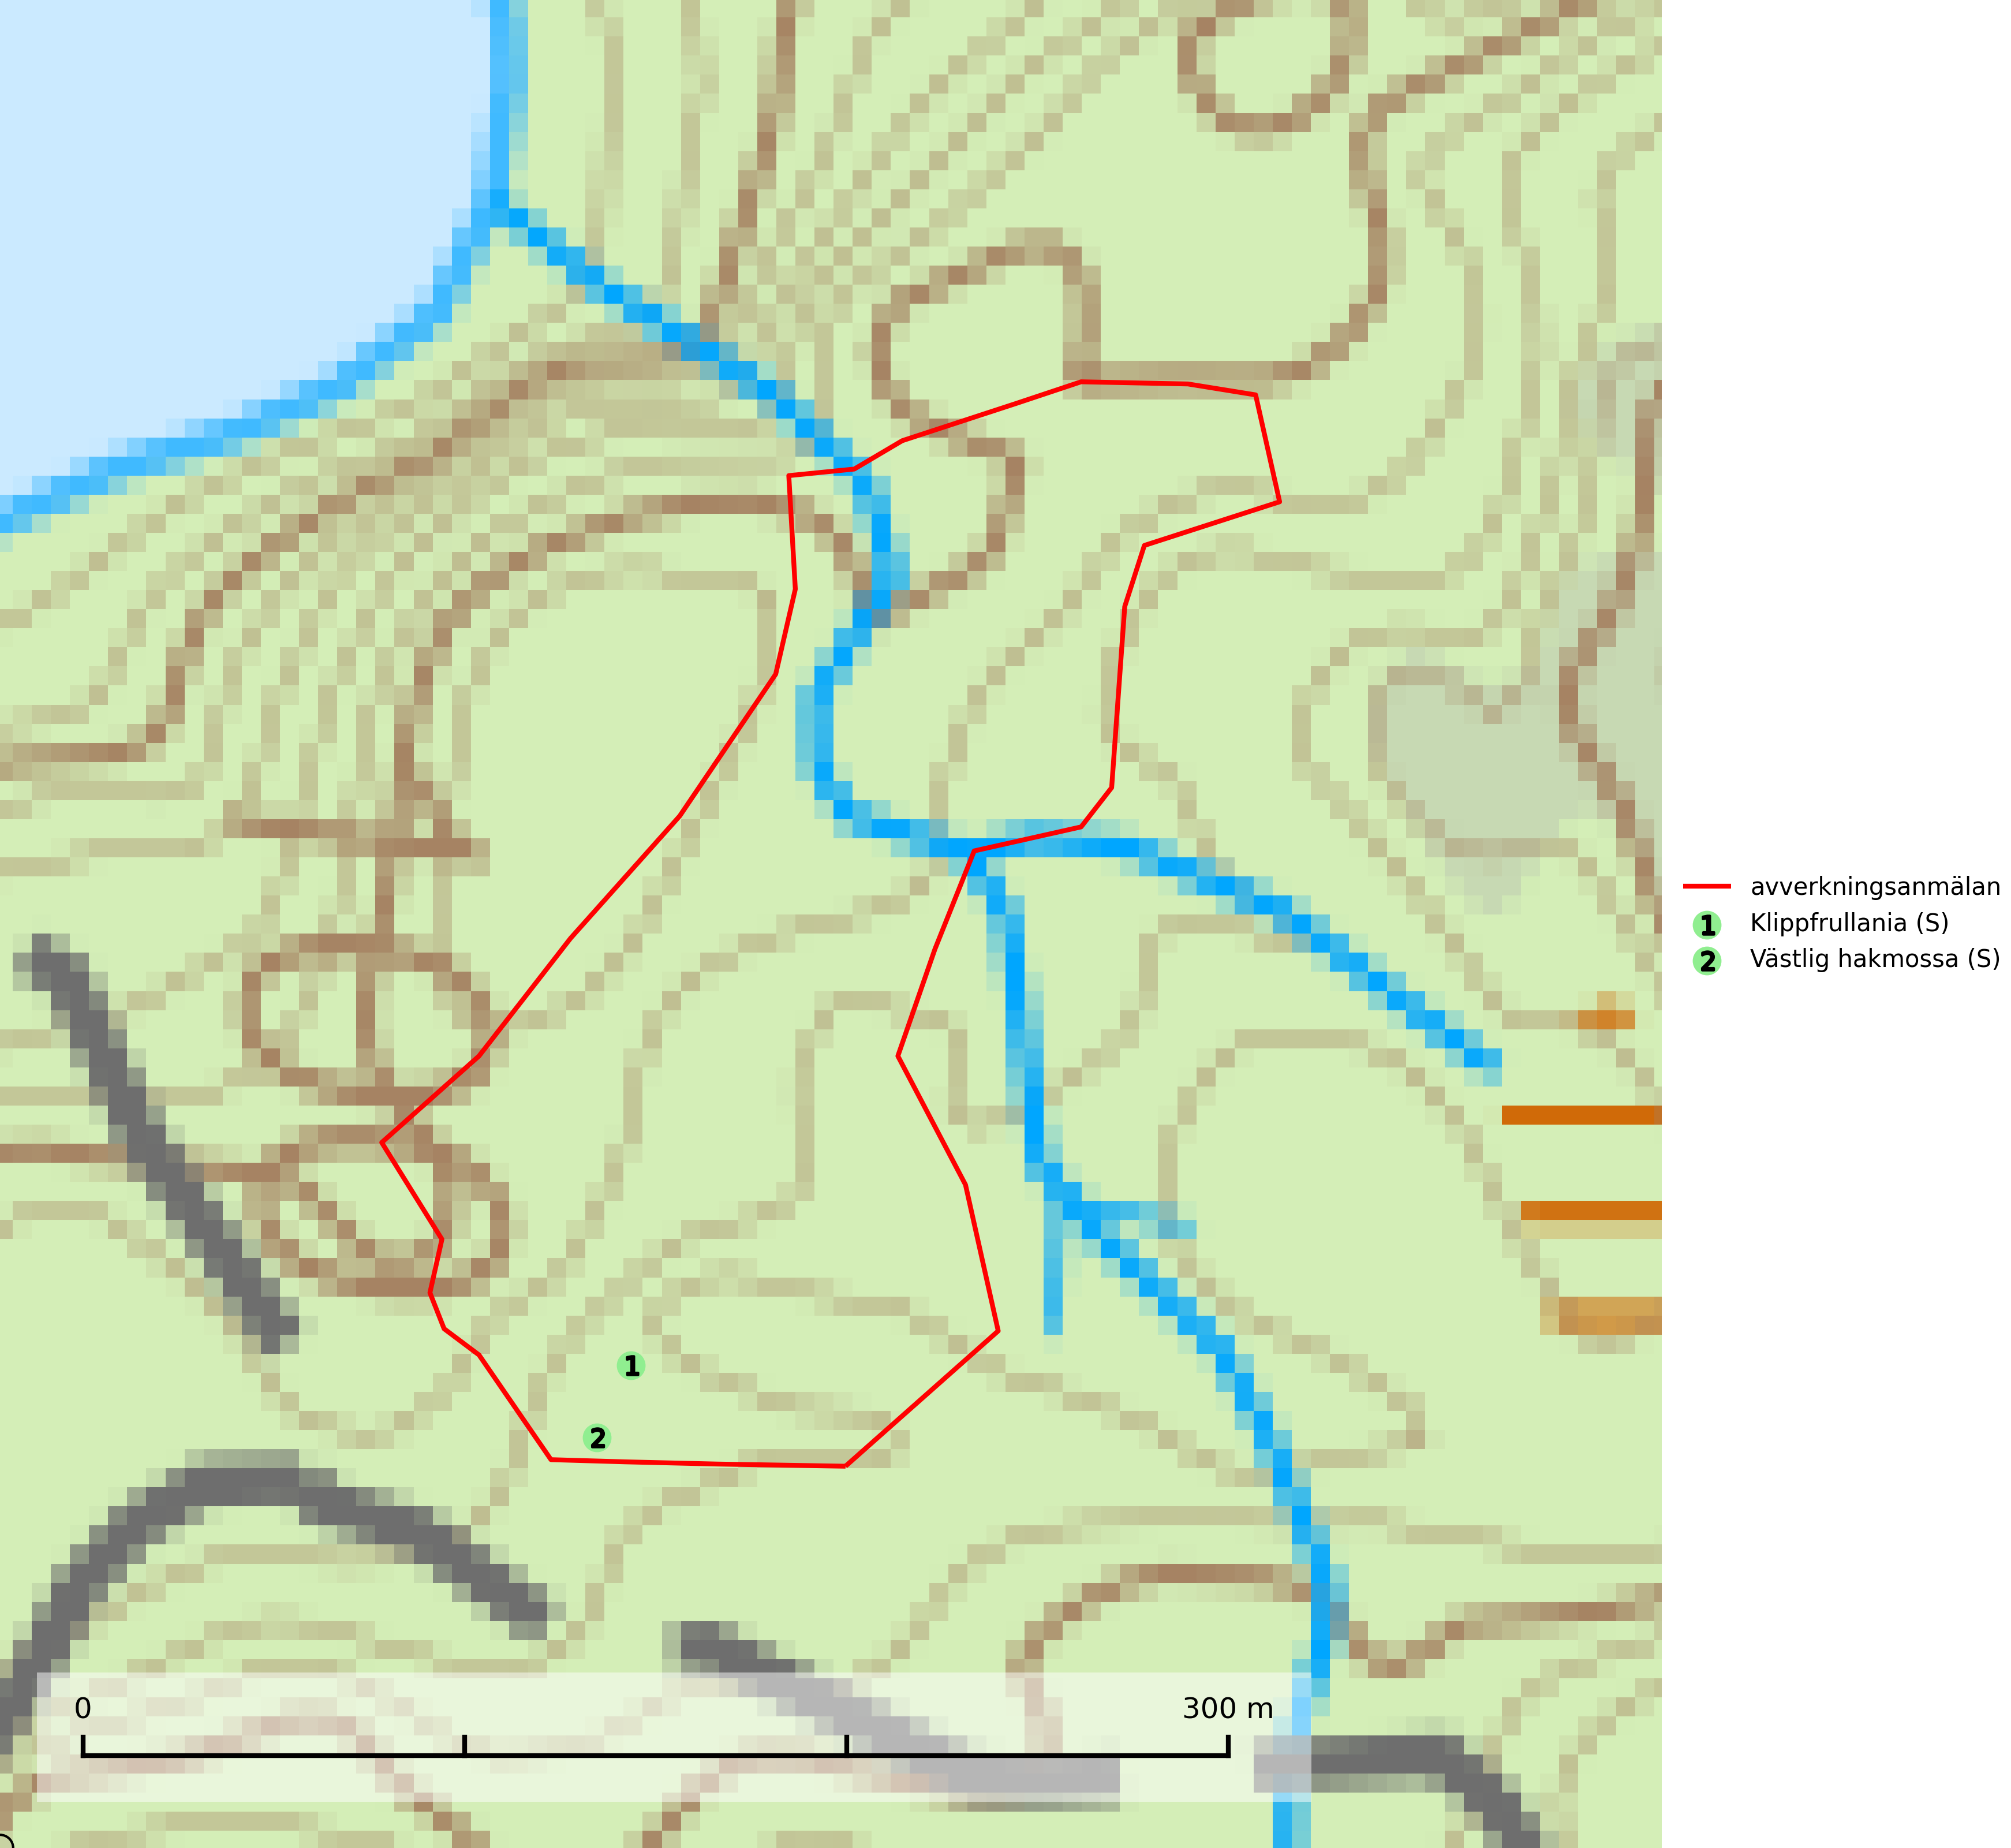 avverkningsanmälan
1 Klippfrullania (S)
2 Västlig hakmossa (S)
1
2
0 300 m